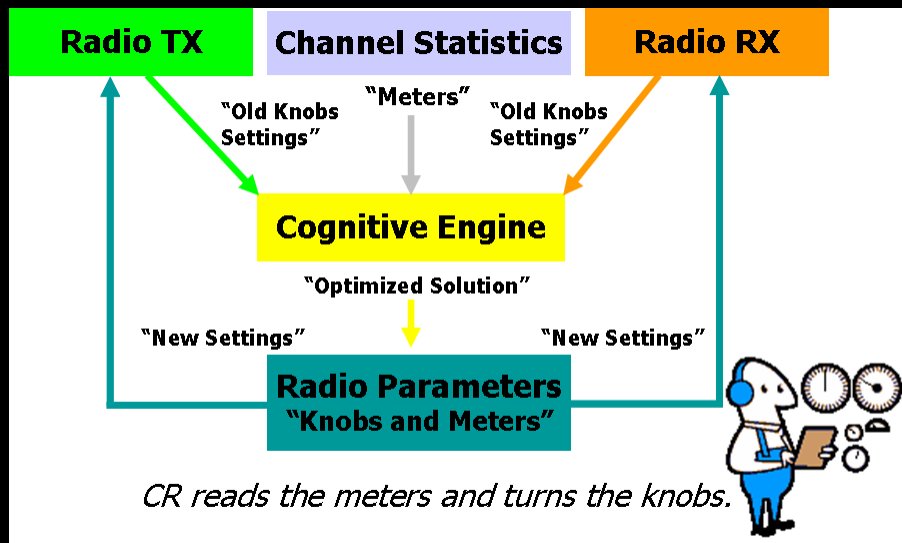 Radio TX
Channel Statistics
Radio RX
“Meters”
“Old Knobs
Settings”
“Old Knobs
Settings”
Cognitive Engine
“Optimized Solution”
“New Settings”
“New Settings”
Radio Parameters
“Knobs and Meters”
CR reads the meters and turns the knobs.